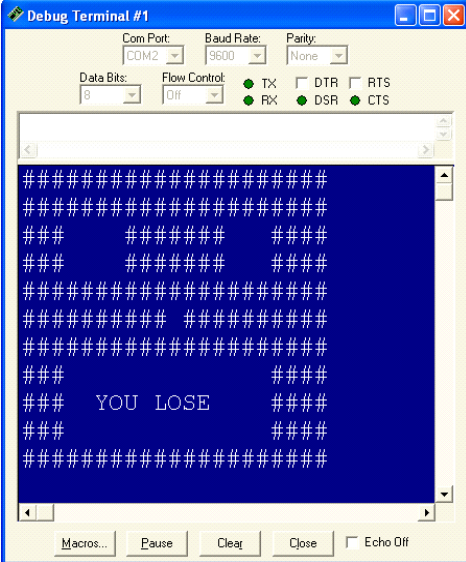 Debug Terminal #1
Com Port: Baud Rate: Parity:
COM2 9600 None
Data Bits: Flow Control:
8 Off TX DTR RTS
RX DSR CTS
#####################
#####################
###    #######   ####
###    #######   ####
#####################
########## ##########
#####################
###              ####
###  YOU LOSE    ####
###              ####
#####################
Macros... Pause Clear Close Echo Off